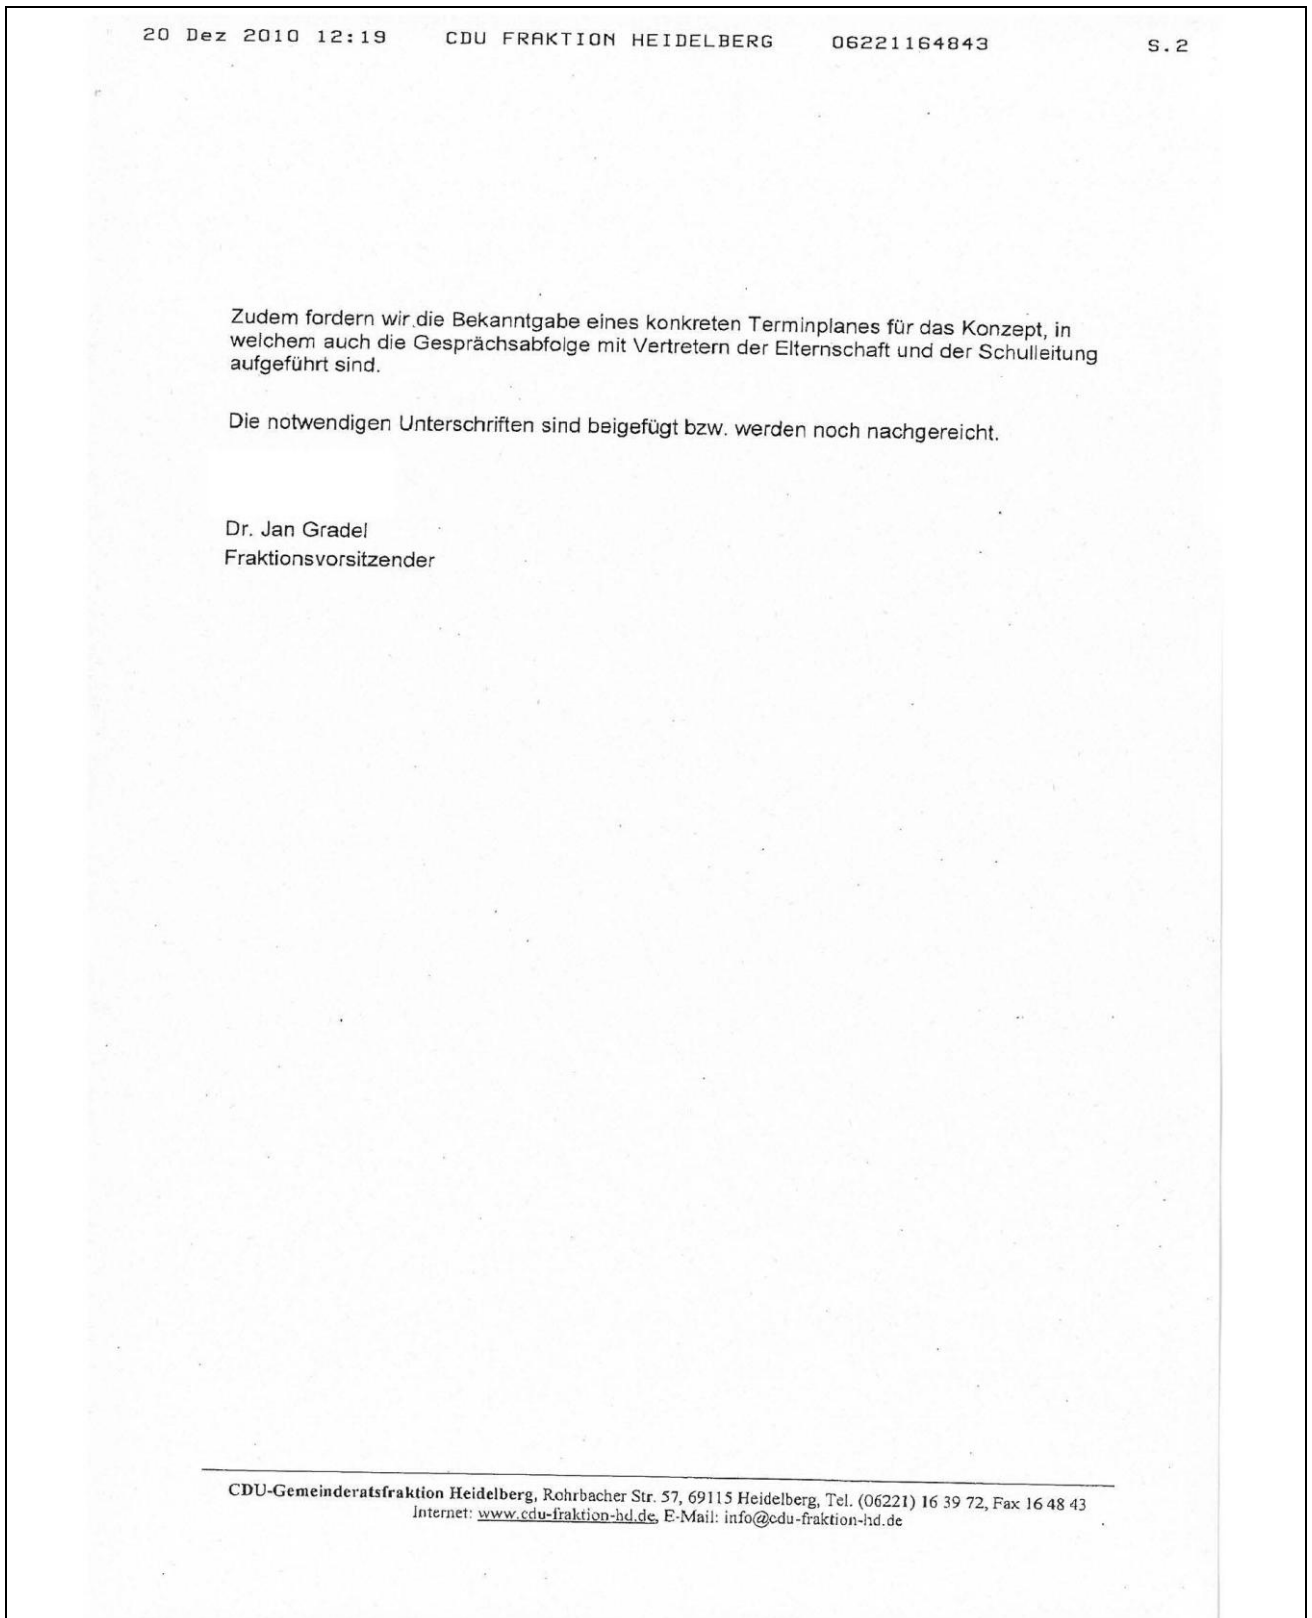 20 Dez 2010 12:19 CDU FRAKTION HEIDELBERG 06221164843 S.2
Zudem fordern wir die Bekanntgabe eines konkreten Terminplanes für das Konzept, in
welchem auch die Gesprächsabfolge mit Vertretern der Elternschaft und der Schulleitung
aufgeführt sind.
Die notwendigen Unterschriften sind beigefügt bzw. werden noch nachgereicht.
Dr. Jan Gradel
Fraktionsvorsitzender
CDU-Gemeinderatsfraktion Heidelberg, Rohrbacher Str. 57, 69115 Heidelberg, Tel. (06221) 16 39 72, Fax 16 48 43
Internet: www.cdu-fraktion-hd.de, E-Mail: info@cdu-fraktion-hd.de